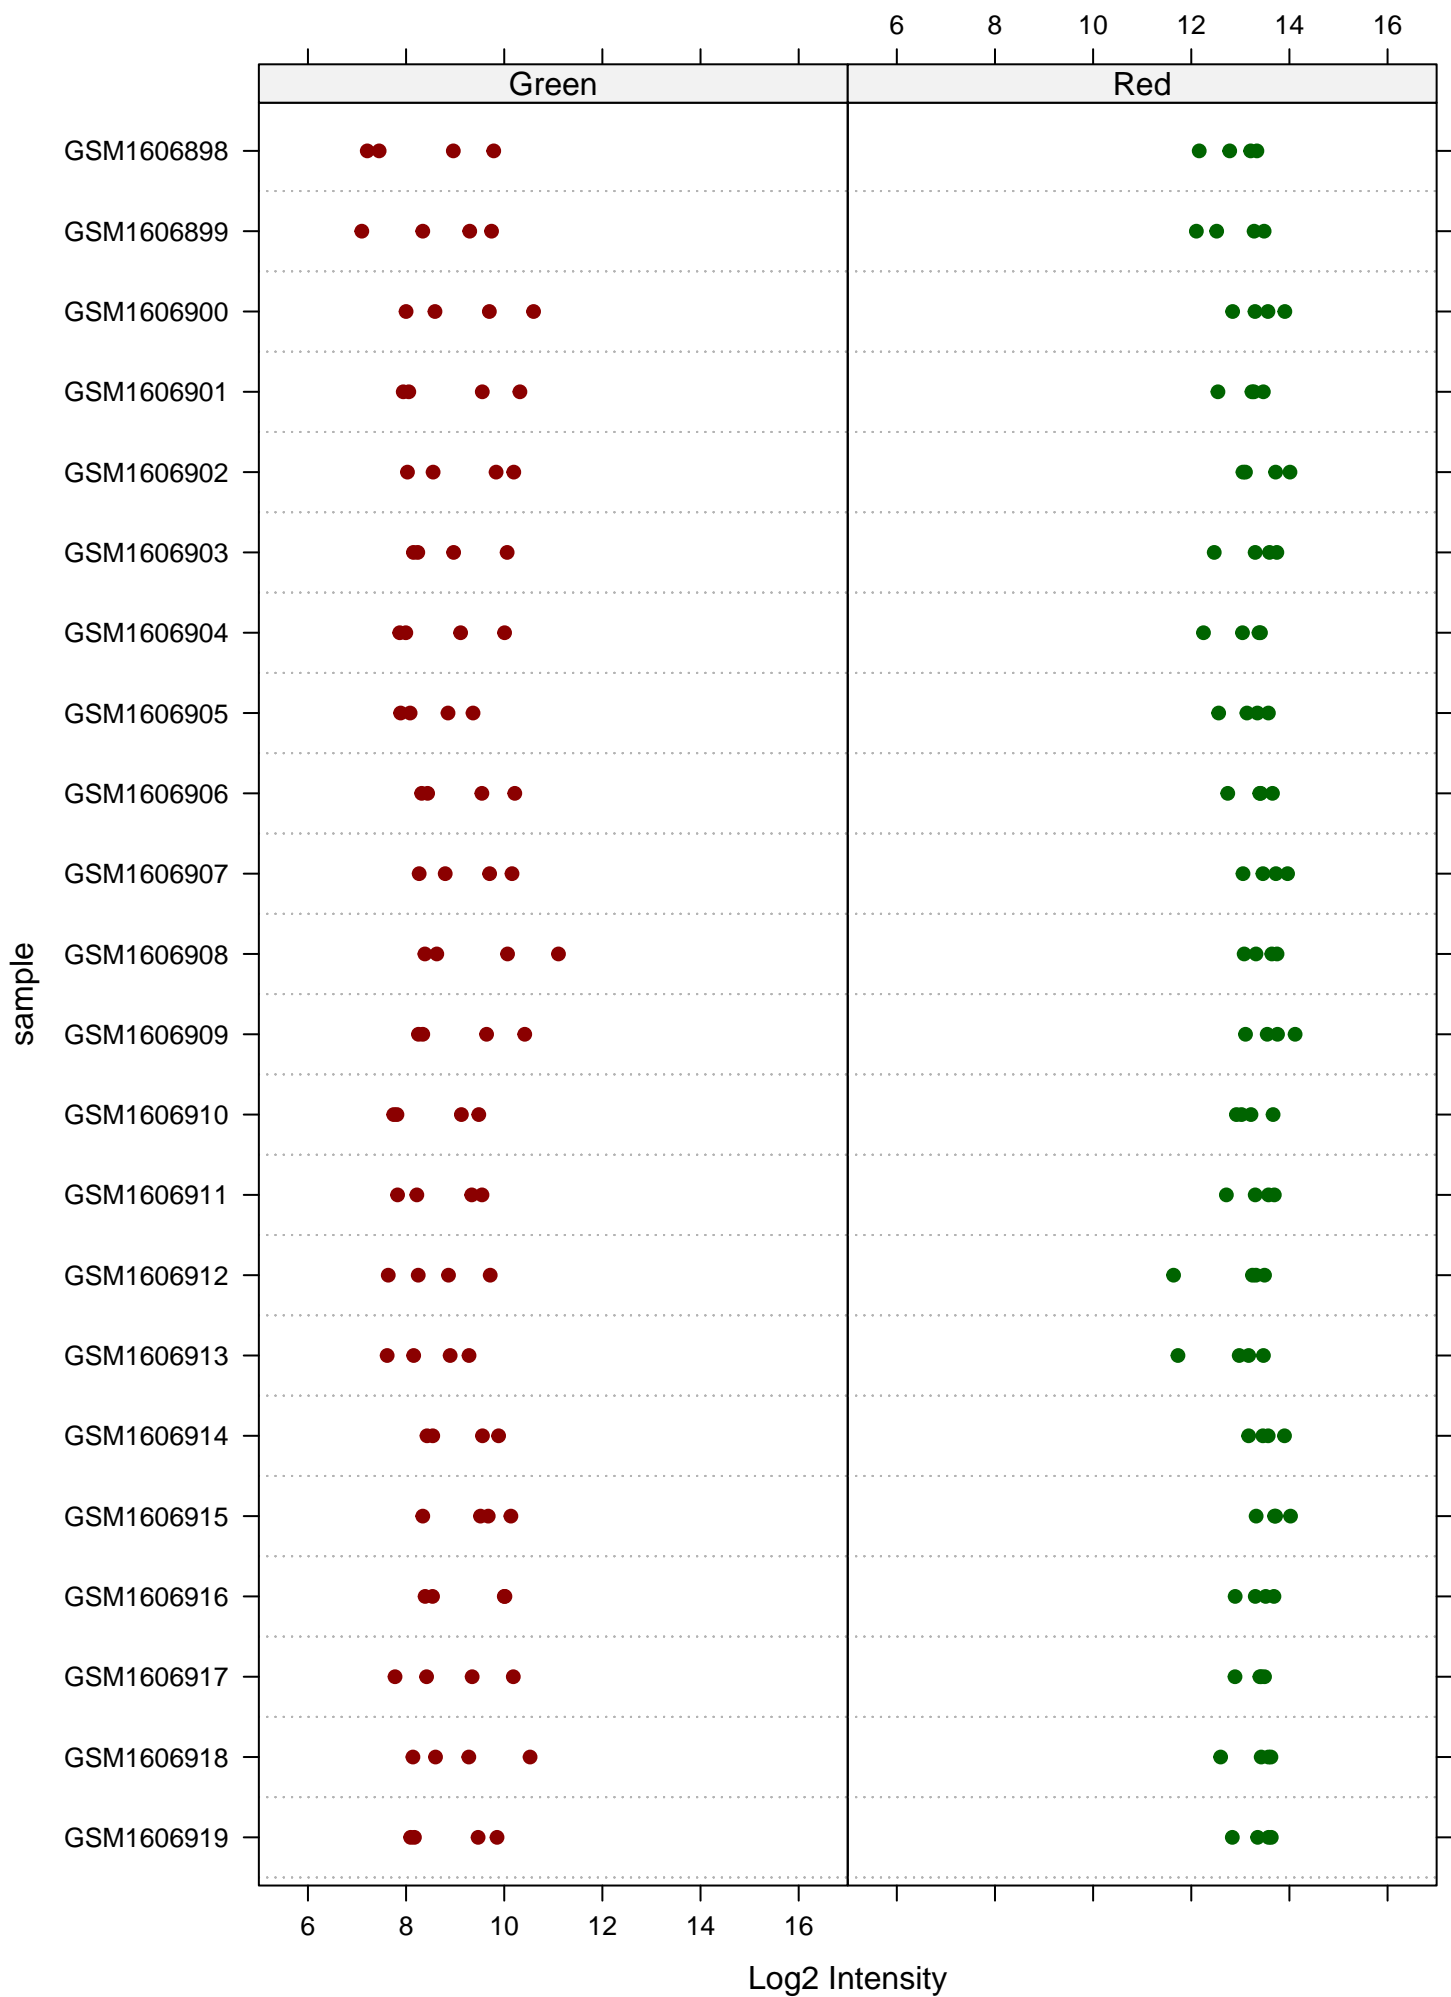 6 8 10 12 14 16
Green Red
GSM1606898
GSM1606899
GSM1606900
GSM1606901
GSM1606902
GSM1606903
GSM1606904
GSM1606905
GSM1606906
GSM1606907
GSM1606908
GSM1606909
GSM1606910
GSM1606911
GSM1606912
GSM1606913
GSM1606914
GSM1606915
GSM1606916
GSM1606917
GSM1606918
GSM1606919
sample
6 8 10 12 14 16
Log2 Intensity